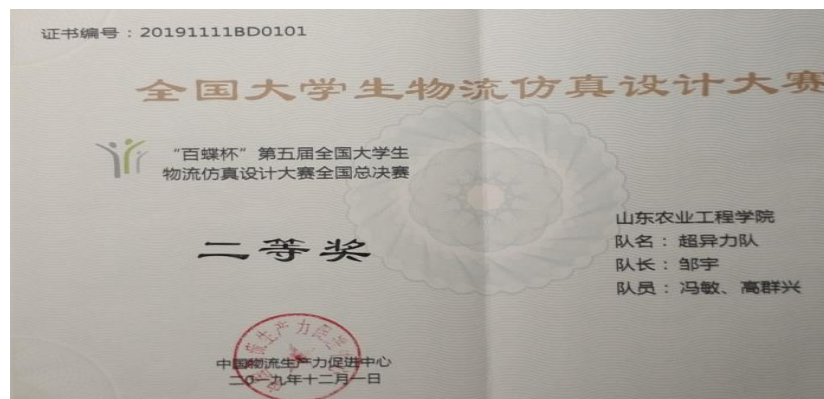 证书编号：20191111BD0101
全国大学生物流仿真设计大赛
“百蝶杯”第五届全国大学生
物流仿真设计大赛全国总决赛
二等奖
山东农业工程学院
队名：超异力队
队长：邹宇
队员：冯敏、高群兴
中国物流生产力促进中心
二〇一九年十二月一日